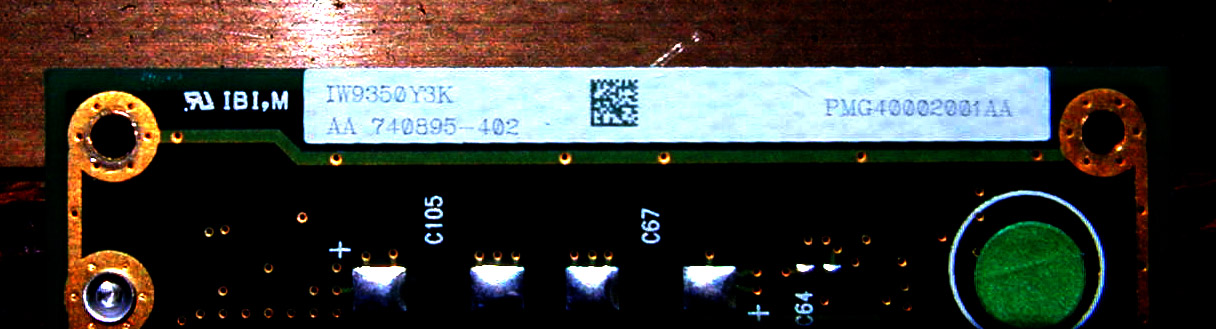 IBI,M
IW9350Y3K
AA 740895-402
PMG40002001AA
C105
C67
C64